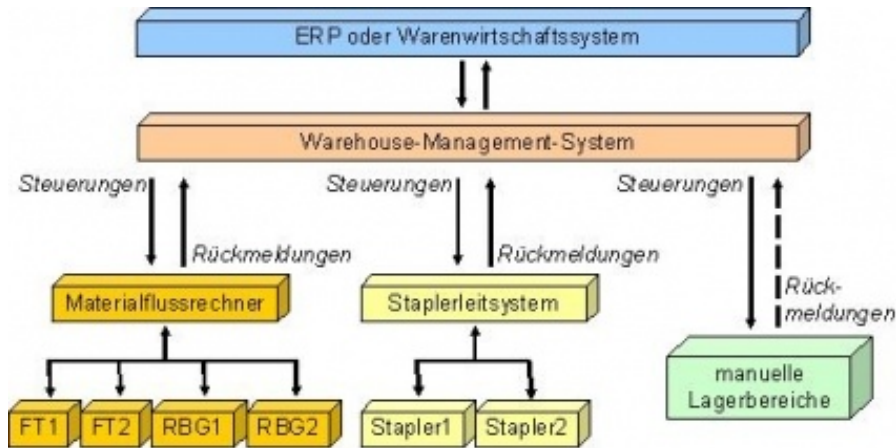 ERP oder Warenwirtschaftssystem
Warehouse-Management-System
Steuerungen
Steuerungen
Steuerungen
Rückmeldungen
Rückmeldungen
Rück-
meldungen
Materialflussrechner
Staplerleitsystem
manuelle
Lagerbereiche
FT1
FT2
RBG1
RBG2
Stapler1
Stapler2